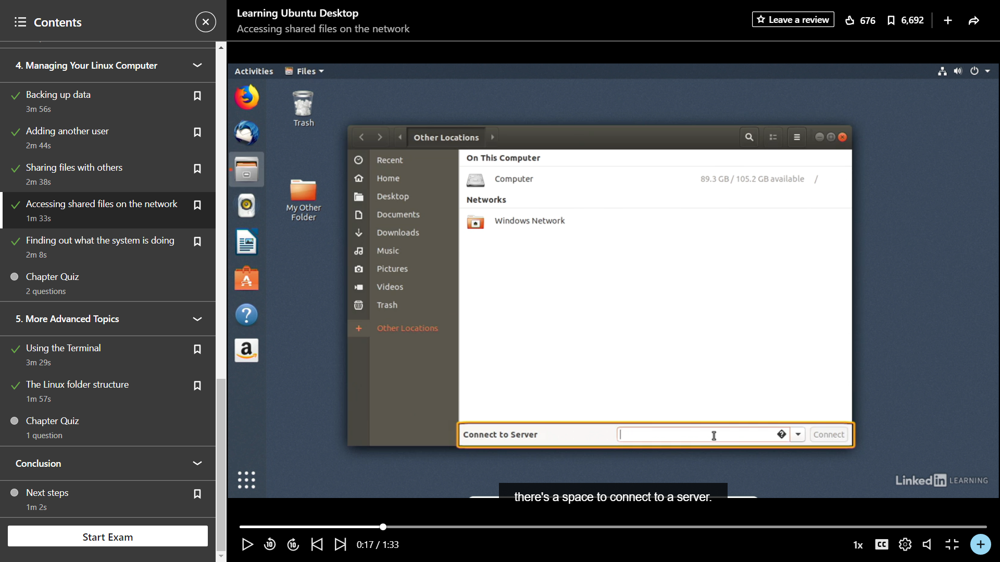 Contents
4. Managing Your Linux Computer
Backing up data
3m 56s
Adding another user
2m 44s
Sharing files with others
2m 38s
Accessing shared files on the network
1m 33s
Finding out what the system is doing
2m 8s
Chapter Quiz
2 questions
5. More Advanced Topics
Using the Terminal
3m 29s
The Linux folder structure
1m 57s
Chapter Quiz
1 question
Conclusion
Next steps
1m 2s
Start Exam
Learning Ubuntu Desktop
Accessing shared files on the network
Leave a review
676
6,692
Activities
Files
Trash
My Other
Folder
Other Locations
Recent
Home
Desktop
Documents
Downloads
Music
Pictures
Videos
Trash
Other Locations
On This Computer
Computer
89.3 GB / 105.2 GB available
/
Networks
Windows Network
Connect to Server
Connect
LinkedIn LEARNING
there's a space to connect to a server.
10
10
0:17 / 1:33
1x
CC